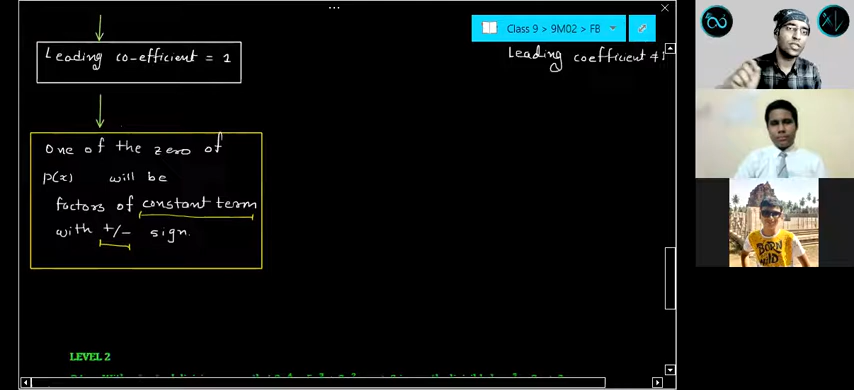 ...
Class 9 > 9M02 > FB
Leading co-efficient = 1
Leading coefficient ≠1
One of the zero of
P(x) will be
factors of constant term
with +/- sign.
LEVEL 2
BORN
WILD